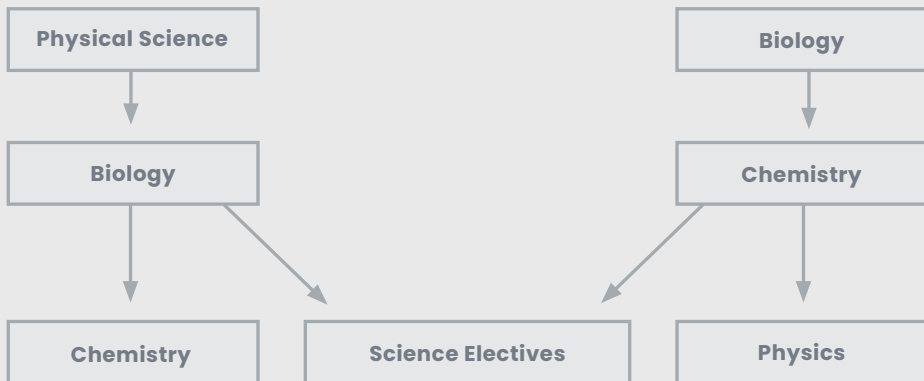 Physical Science
Biology
Biology
Chemistry
Chemistry
Science Electives
Physics